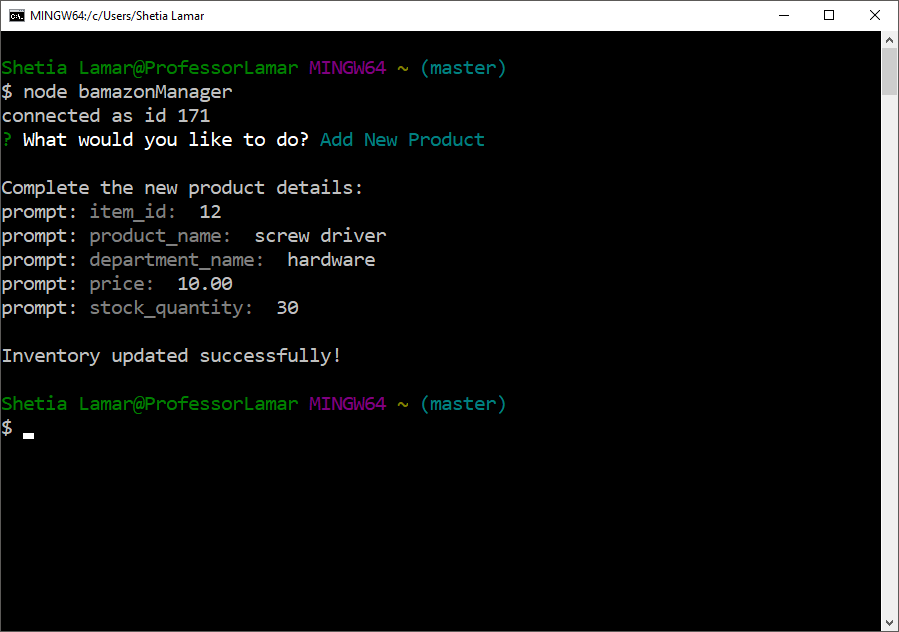 MINGW64:/c/Users/Shetia Lamar
Shetia Lamar@ProfessorLamar MINGW64 ~ (master)
$ node bamazonManager
connected as id 171
? What would you like to do? Add New Product
Complete the new product details:
prompt: item_id:  12
prompt: product_name:  screw driver
prompt: department_name:  hardware
prompt: price:  10.00
prompt: stock_quantity:  30
Inventory updated successfully!
Shetia Lamar@ProfessorLamar MINGW64 ~ (master)
$